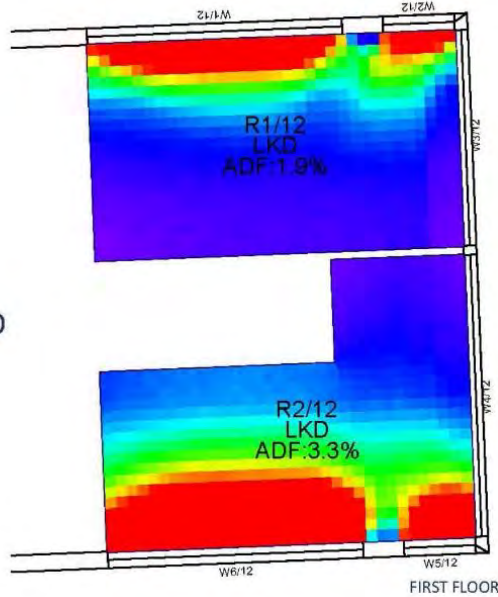 W1/12
W2/12
R1/12
LKD
ADF:1.9%
W3/12
R2/12
LKD
ADF:3.3%
W4/12
W6/12
W5/12
FIRST FLOOR